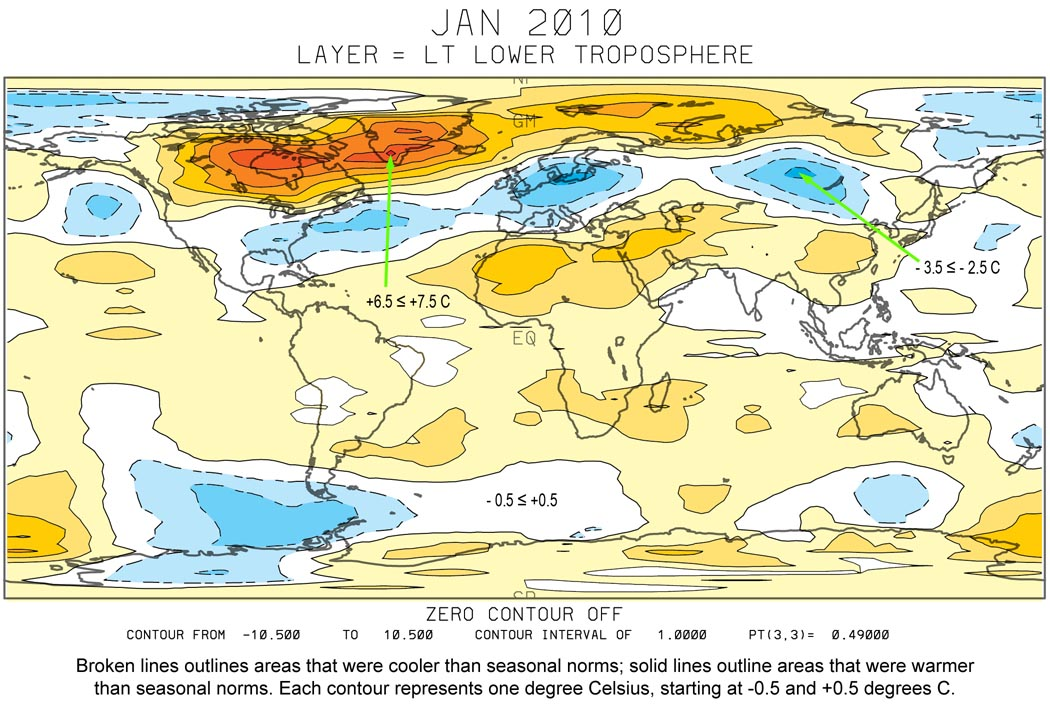 JAN 2010
LAYER = LT LOWER TROPOSPHERE
NP
GM
- 3.5 ≤ - 2.5 C
+6.5 ≤ +7.5 C
EQ
- 0.5 ≤ +0.5
SP
ZERO CONTOUR OFF
CONTOUR FROM -10.500 TO 10.500 CONTOUR INTERVAL OF 1.0000 PT(3,3)= 0.49000
Broken lines outlines areas that were cooler than seasonal norms; solid lines outline areas that were warmer
than seasonal norms. Each contour represents one degree Celsius, starting at -0.5 and +0.5 degrees C.